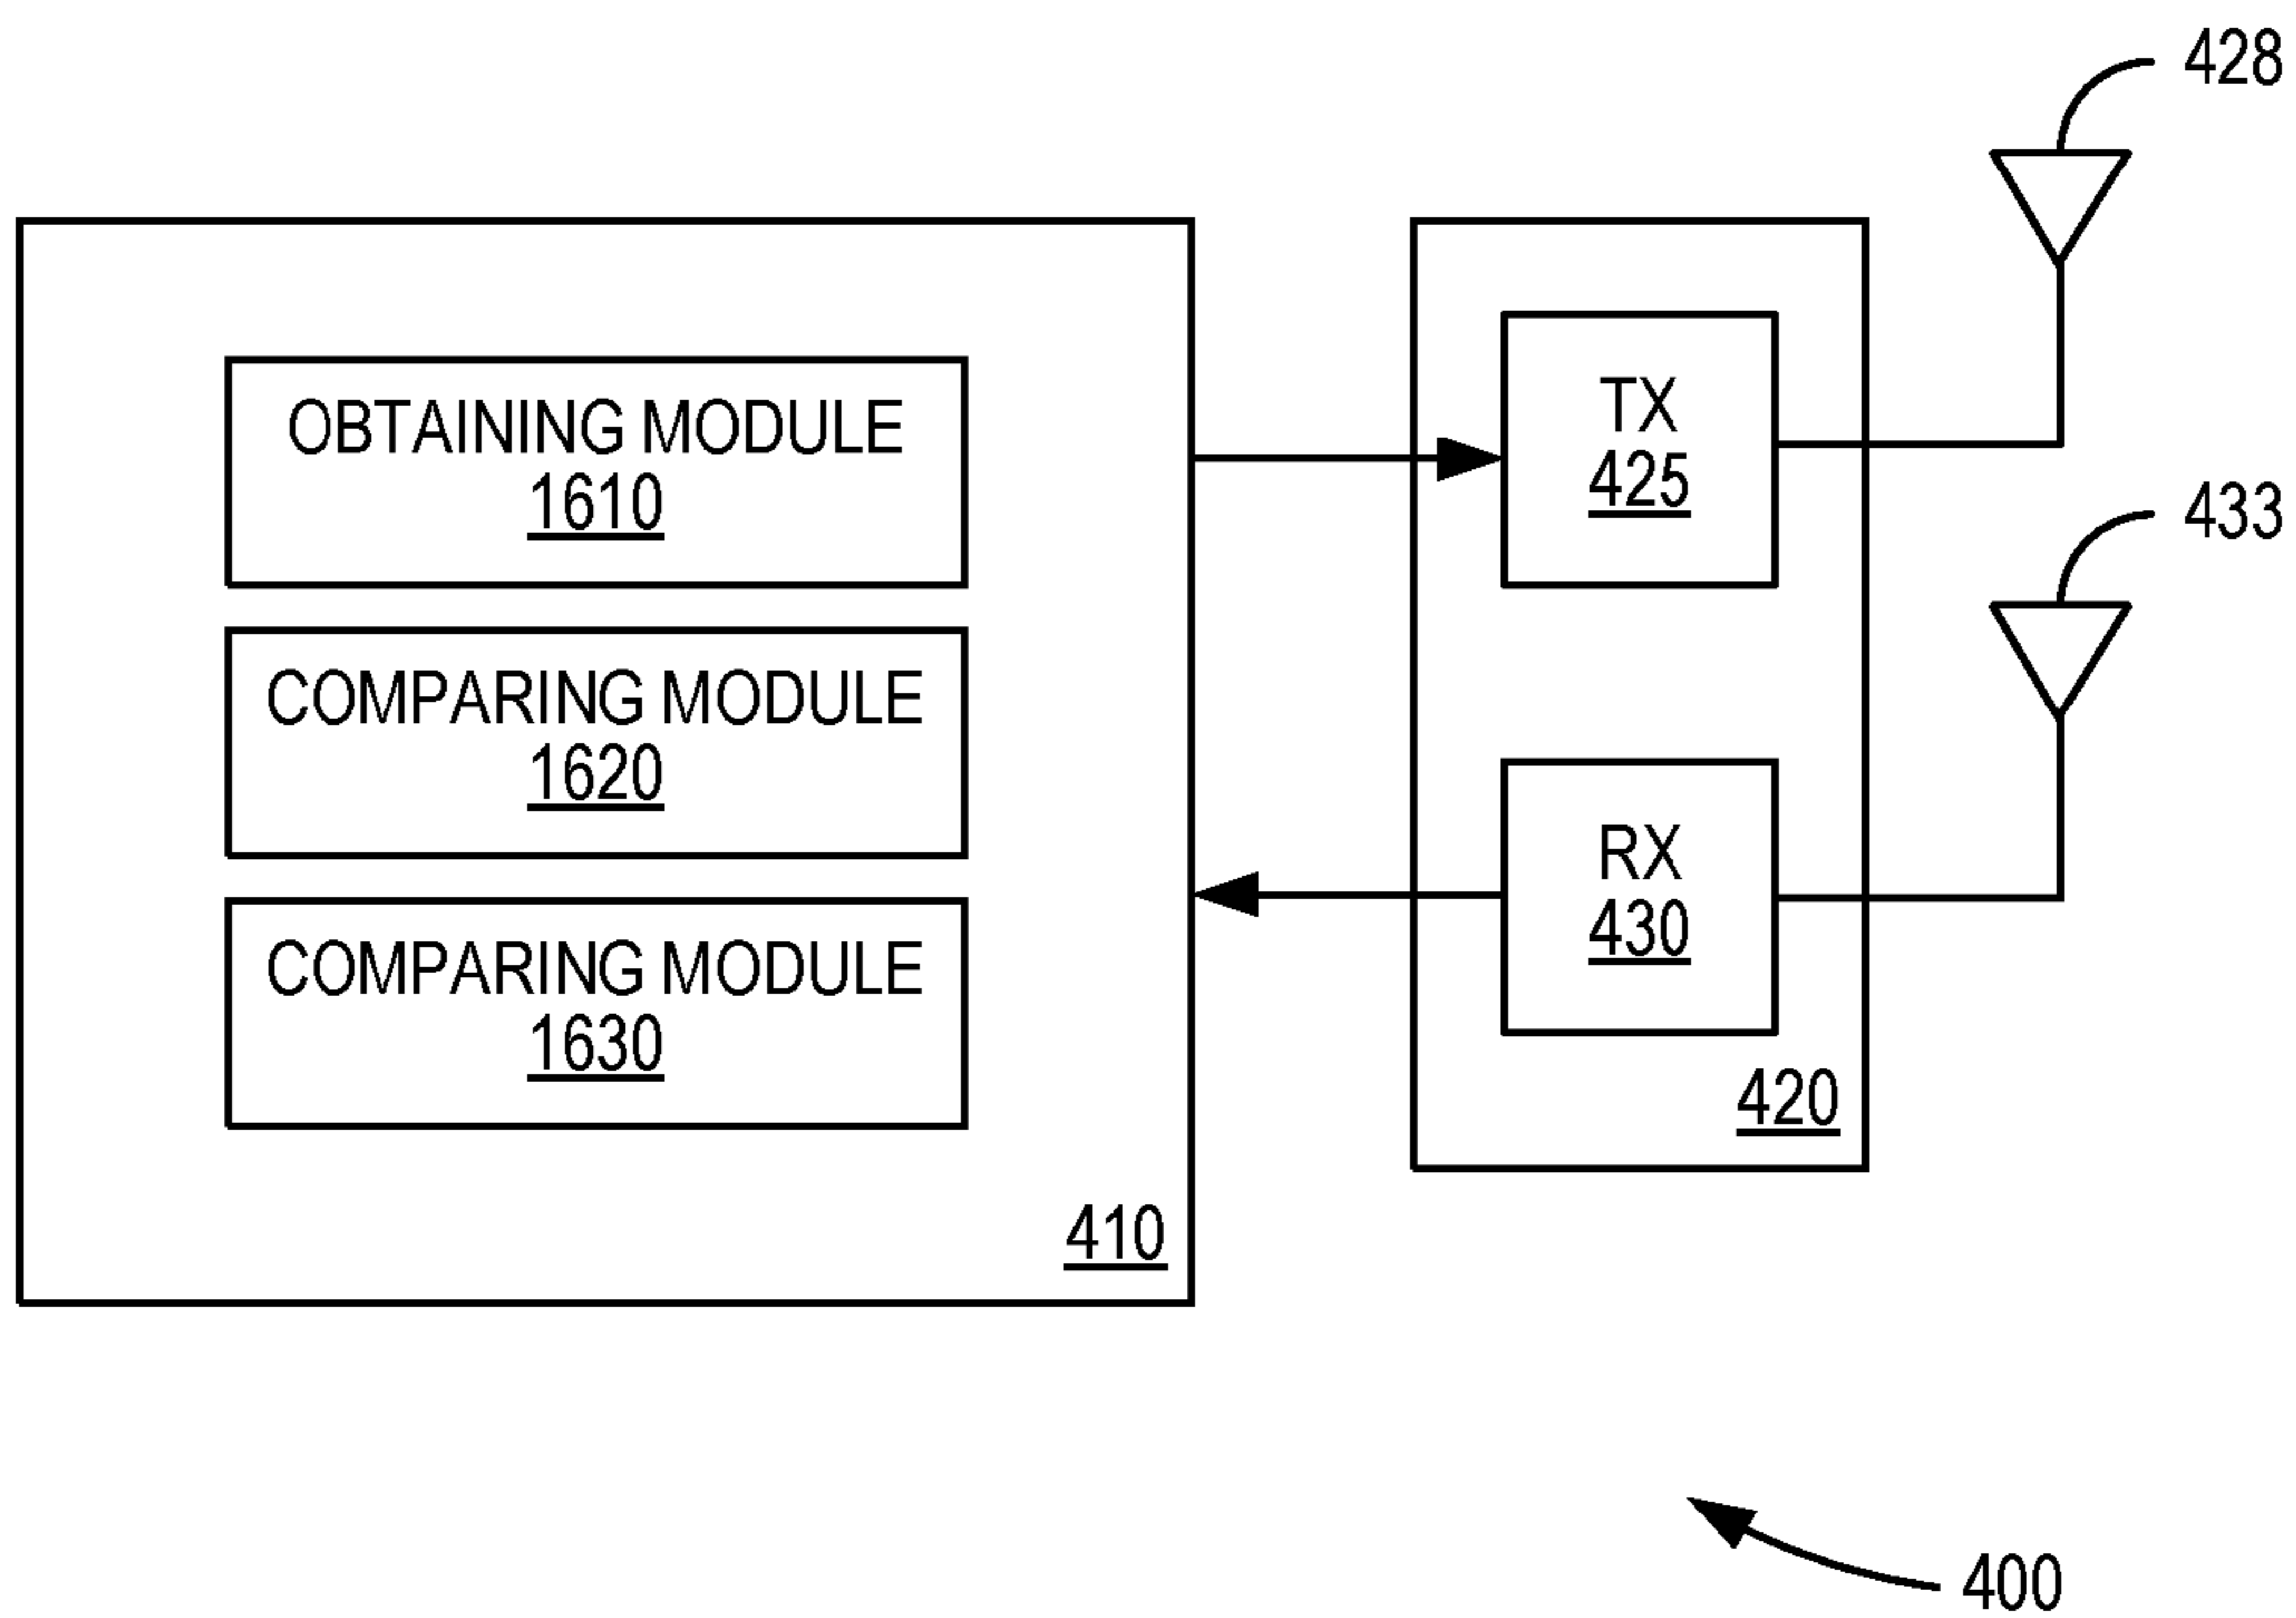 428
OBTAINING MODULE
1610
TX
425
433
COMPARING MODULE
1620
RX
430
COMPARING MODULE
1630
420
410
400